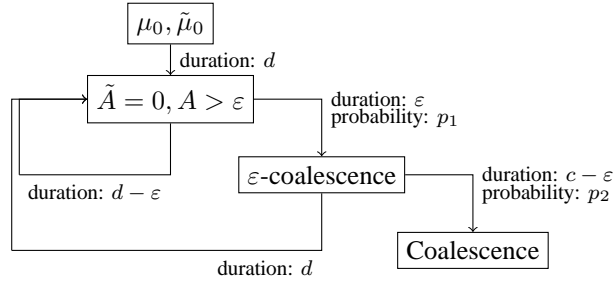 μ₀, μ̃₀
duration: d
Ã = 0, A > ε
duration: ε
probability: p₁
duration: d − ε
ε-coalescence
duration: c − ε
probability: p₂
Coalescence
duration: d